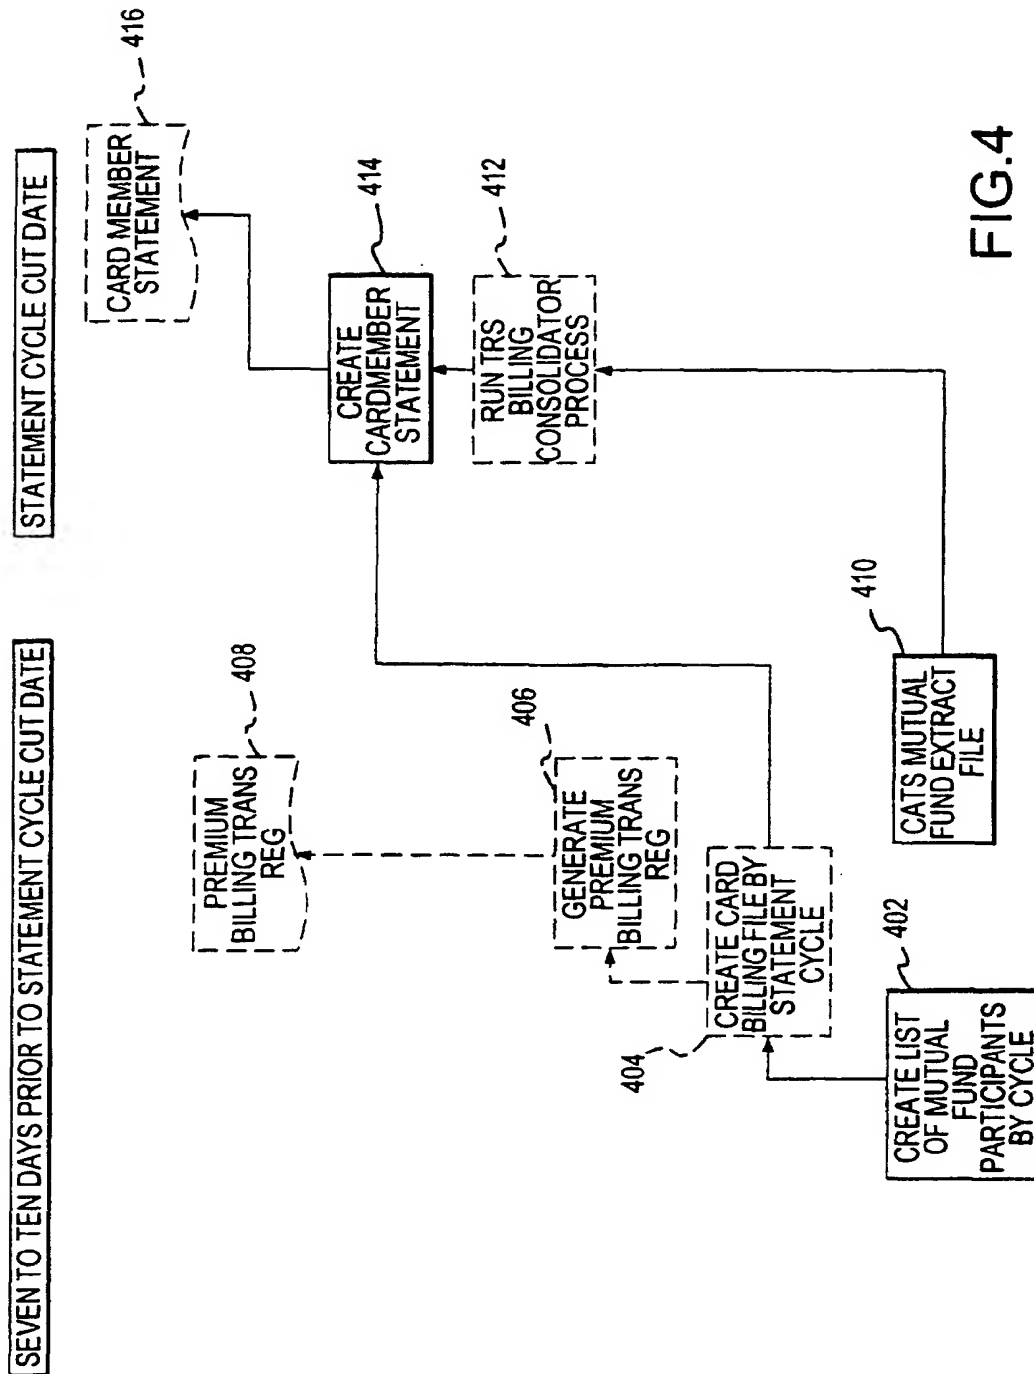 SEVEN TO TEN DAYS PRIOR TO STATEMENT CYCLE CUT DATE
STATEMENT CYCLE CUT DATE
PREMIUM
BILLING TRANS
REG
408
CARD MEMBER
STATEMENT
416
GENERATE
PREMIUM
BILLING TRANS
REG
406
CREATE
CARDMEMBER
STATEMENT
414
CREATE CARD
BILLING FILE BY
STATEMENT
CYCLE
404
RUN TRS
BILLING
CONSOLIDATOR
PROCESS
412
CREATE LIST
OF MUTUAL
FUND
PARTICIPANTS
BY CYCLE
402
CATS MUTUAL
FUND EXTRACT
FILE
410
FIG.4